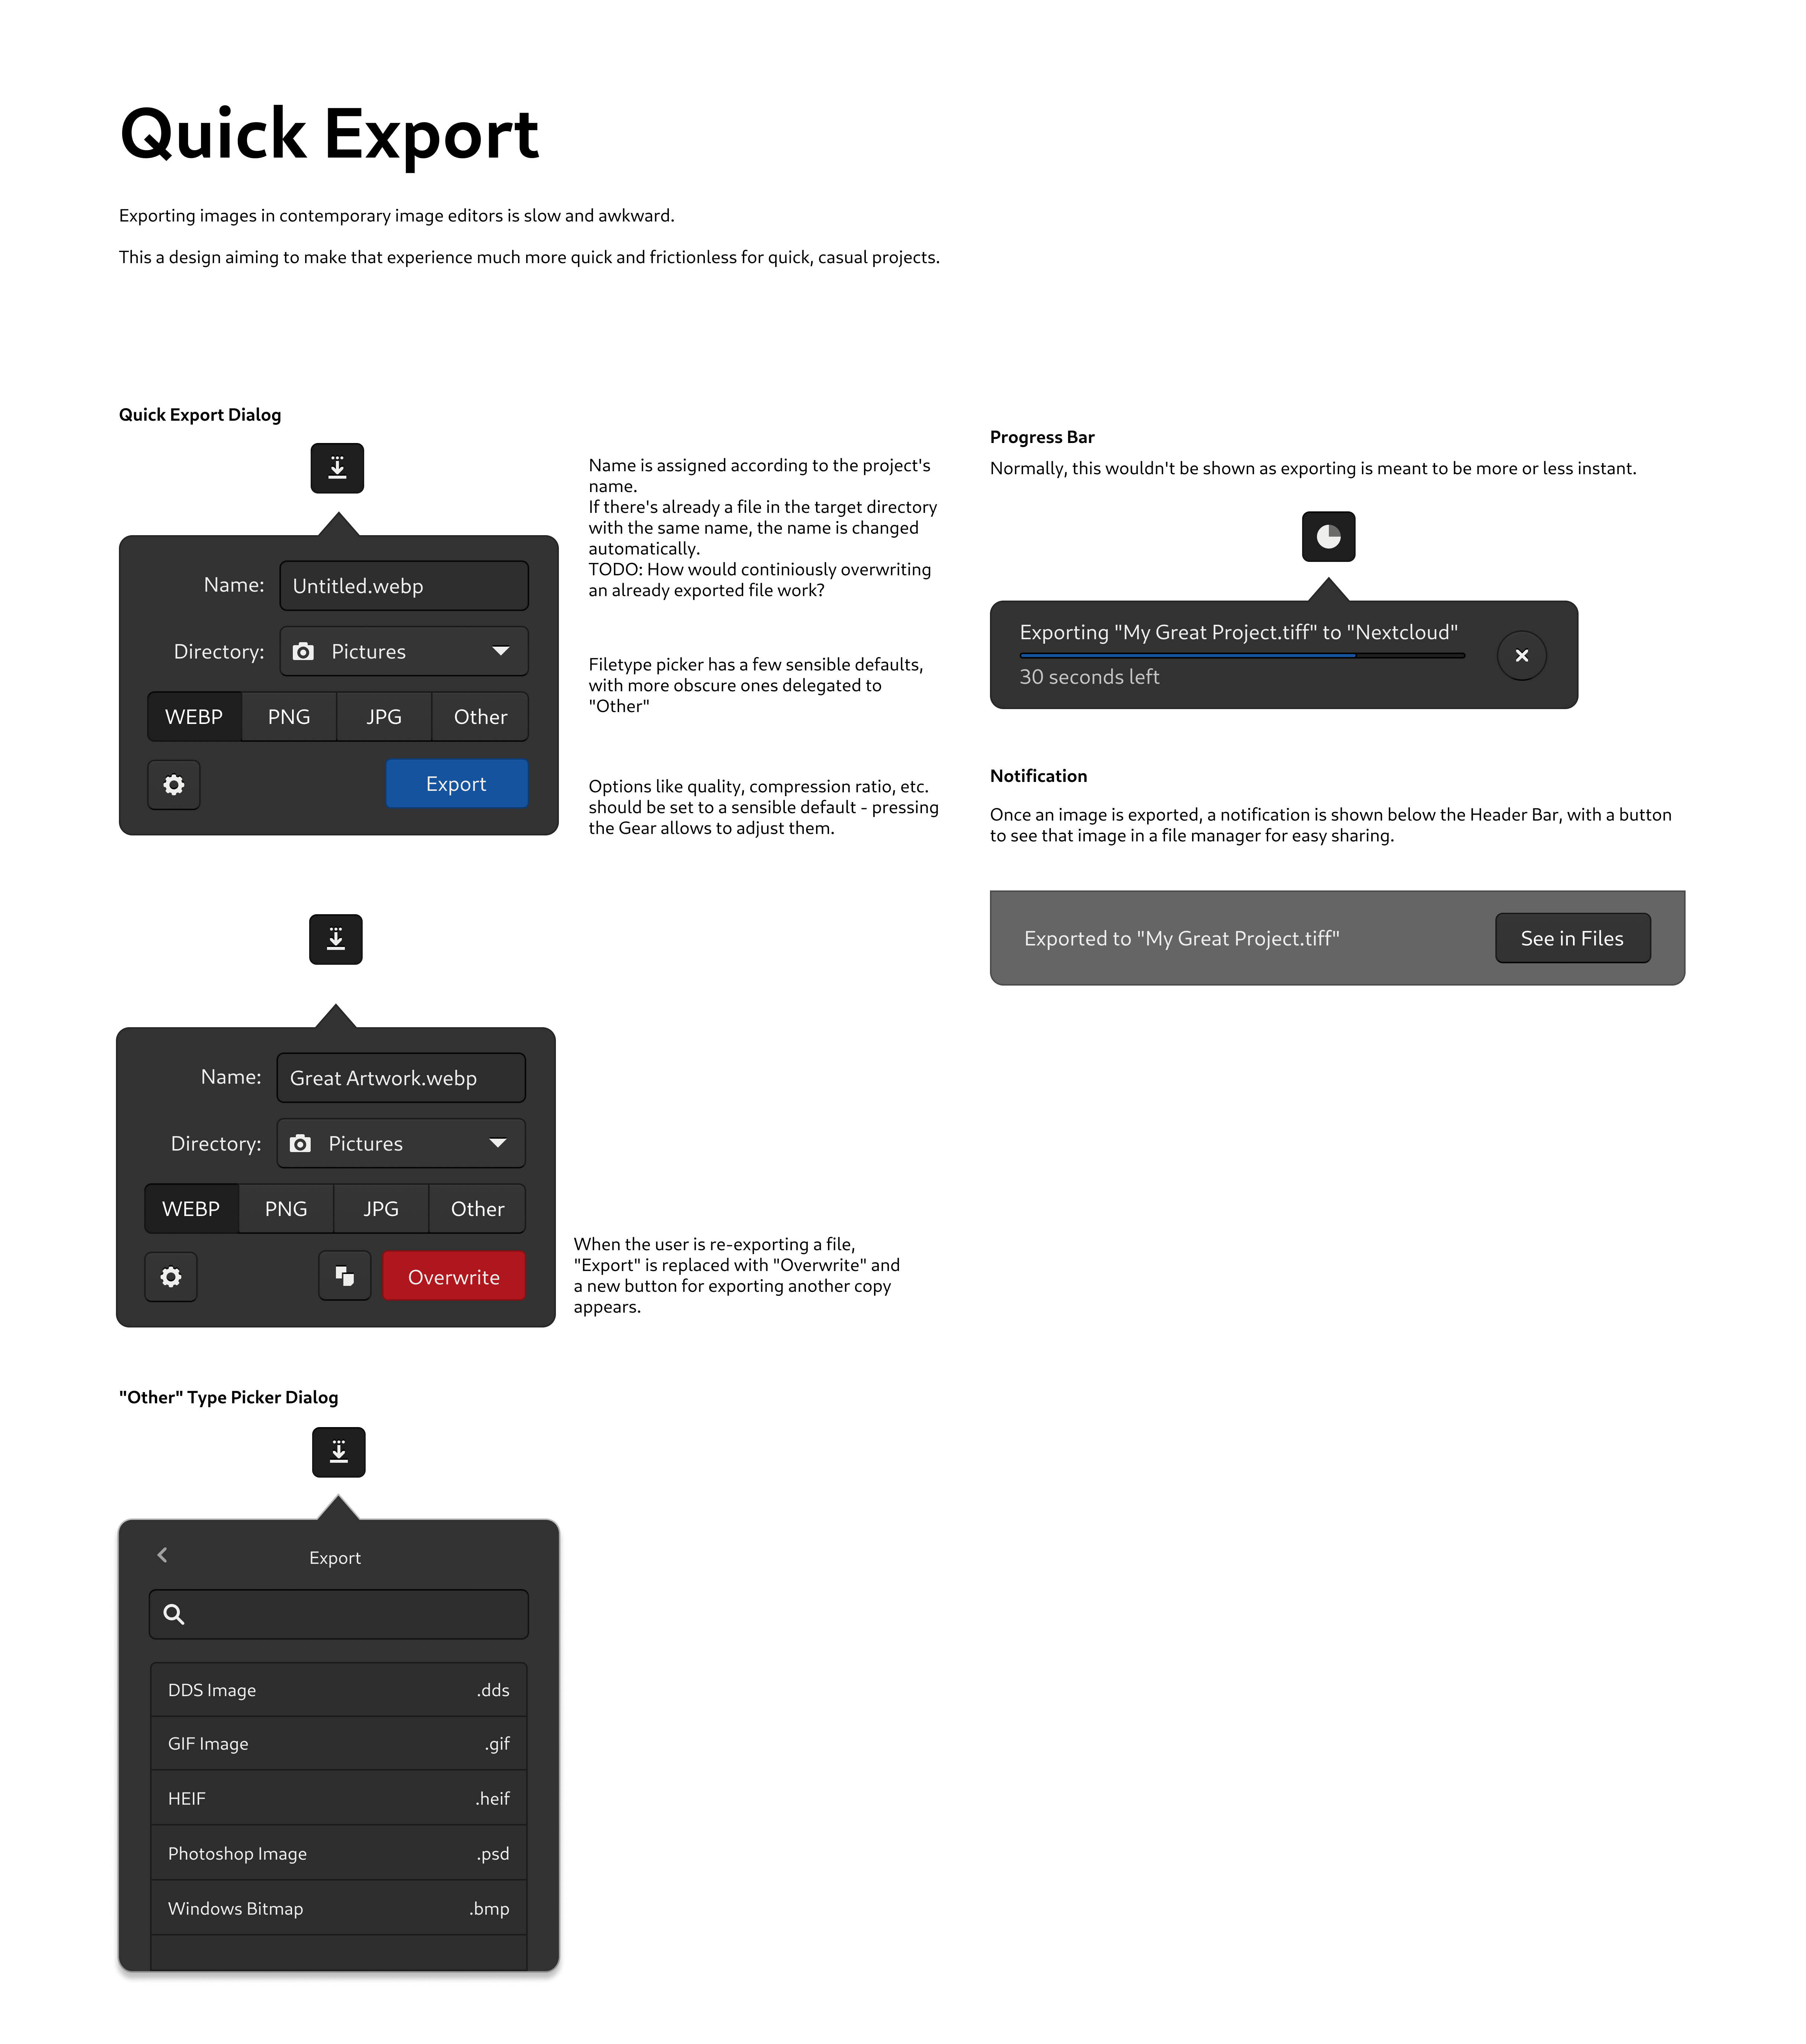 Quick Export
Exporting images in contemporary image editors is slow and awkward.
This a design aiming to make that experience much more quick and frictionless for quick, casual projects.
Quick Export Dialog
Name: Untitled.webp
Directory: Pictures
WEBP PNG JPG Other
Export
Name is assigned according to the project's
name.
If there's already a file in the target directory
with the same name, the name is changed
automatically.
TODO: How would continiously overwriting
an already exported file work?
Filetype picker has a few sensible defaults,
with more obscure ones delegated to
"Other"
Options like quality, compression ratio, etc.
should be set to a sensible default - pressing
the Gear allows to adjust them.
Name: Great Artwork.webp
Directory: Pictures
WEBP PNG JPG Other
Overwrite
When the user is re-exporting a file,
"Export" is replaced with "Overwrite" and
a new button for exporting another copy
appears.
"Other" Type Picker Dialog
Export
DDS Image .dds
GIF Image .gif
HEIF .heif
Photoshop Image .psd
Windows Bitmap .bmp
Progress Bar
Normally, this wouldn't be shown as exporting is meant to be more or less instant.
Exporting "My Great Project.tiff" to "Nextcloud"
30 seconds left
Notification
Once an image is exported, a notification is shown below the Header Bar, with a button
to see that image in a file manager for easy sharing.
Exported to "My Great Project.tiff" See in Files